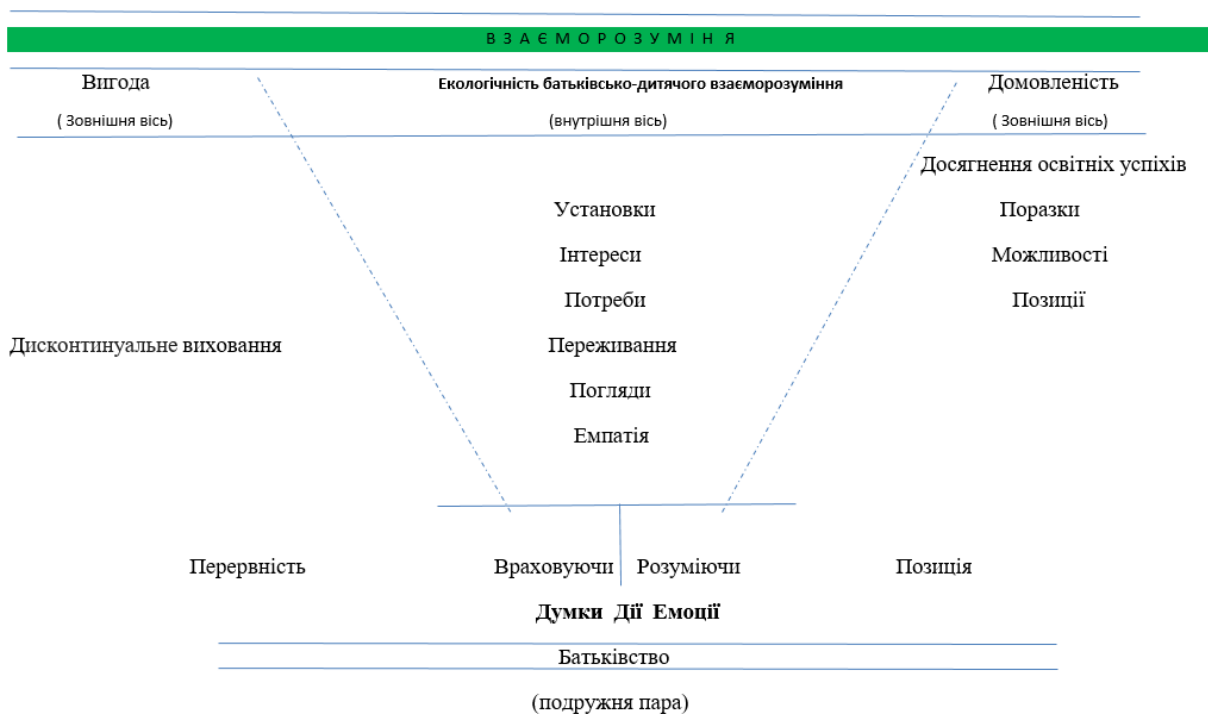 В З А Є М О Р О З У М І Н Я
Вигода Екологічність батьківсько-дитячого взаєморозуміння Домовленість
( Зовнішня вісь) (внутрішня вісь) ( Зовнішня вісь)
Досягнення освітніх успіхів
Установки Поразки
Інтереси Можливості
Потреби Позиції
Дисконтинуальне виховання Переживання
Погляди
Емпатія
Перервність Враховуючи Розуміючи Позиція
Думки Дії Емоції
Батьківство
(подружня пара)